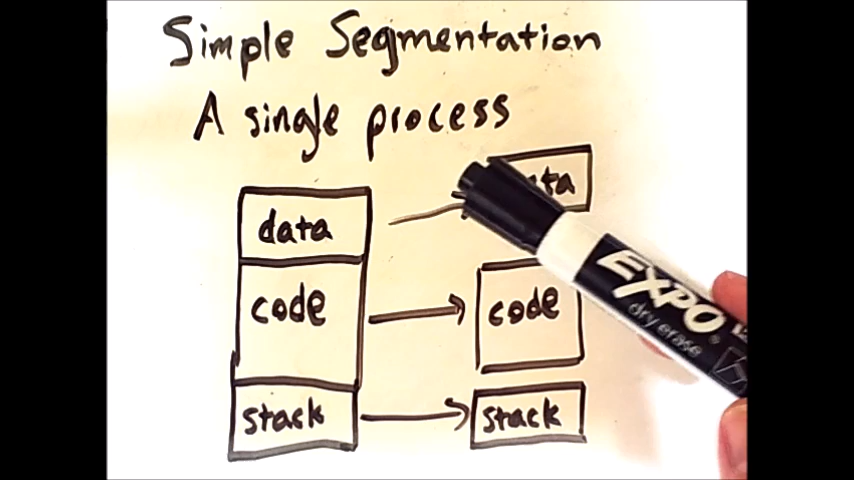 Simple Segmentation
A single process
data
code
stack
code
stack
EXPO
dry erase